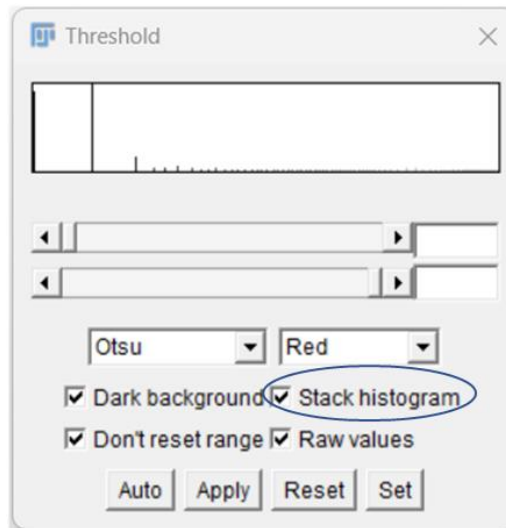 Threshold
Otsu Red
Dark background Stack histogram
Don't reset range Raw values
Auto Apply Reset Set